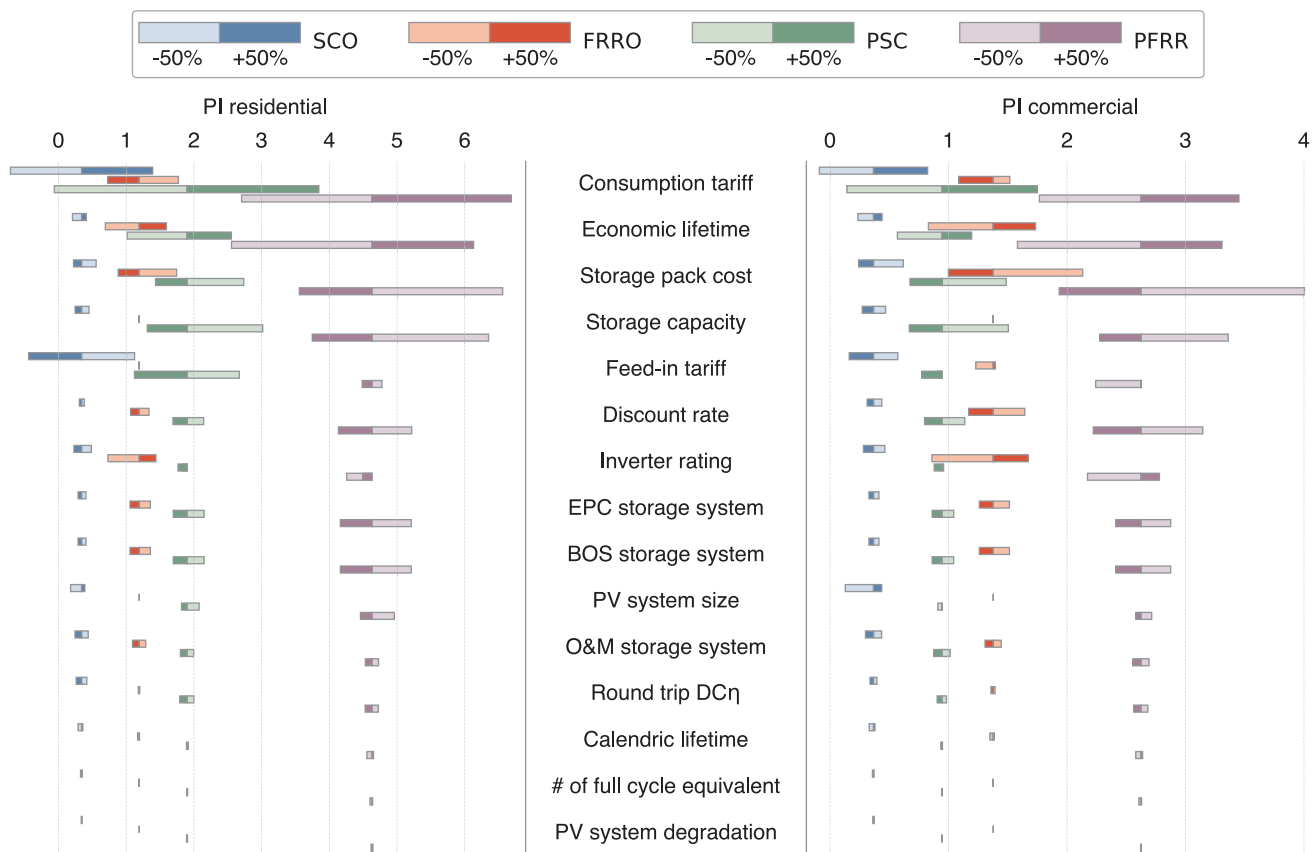 SCO FRRO PSC PFRR
-50% +50% -50% +50% -50% +50% -50% +50%
PI residential PI commercial
0 1 2 3 4 5 6 0 1 2 3 4
Consumption tariff
Economic lifetime
Storage pack cost
Storage capacity
Feed-in tariff
Discount rate
Inverter rating
EPC storage system
BOS storage system
PV system size
O&M storage system
Round trip DCη
Calendric lifetime
# of full cycle equivalent
PV system degradation